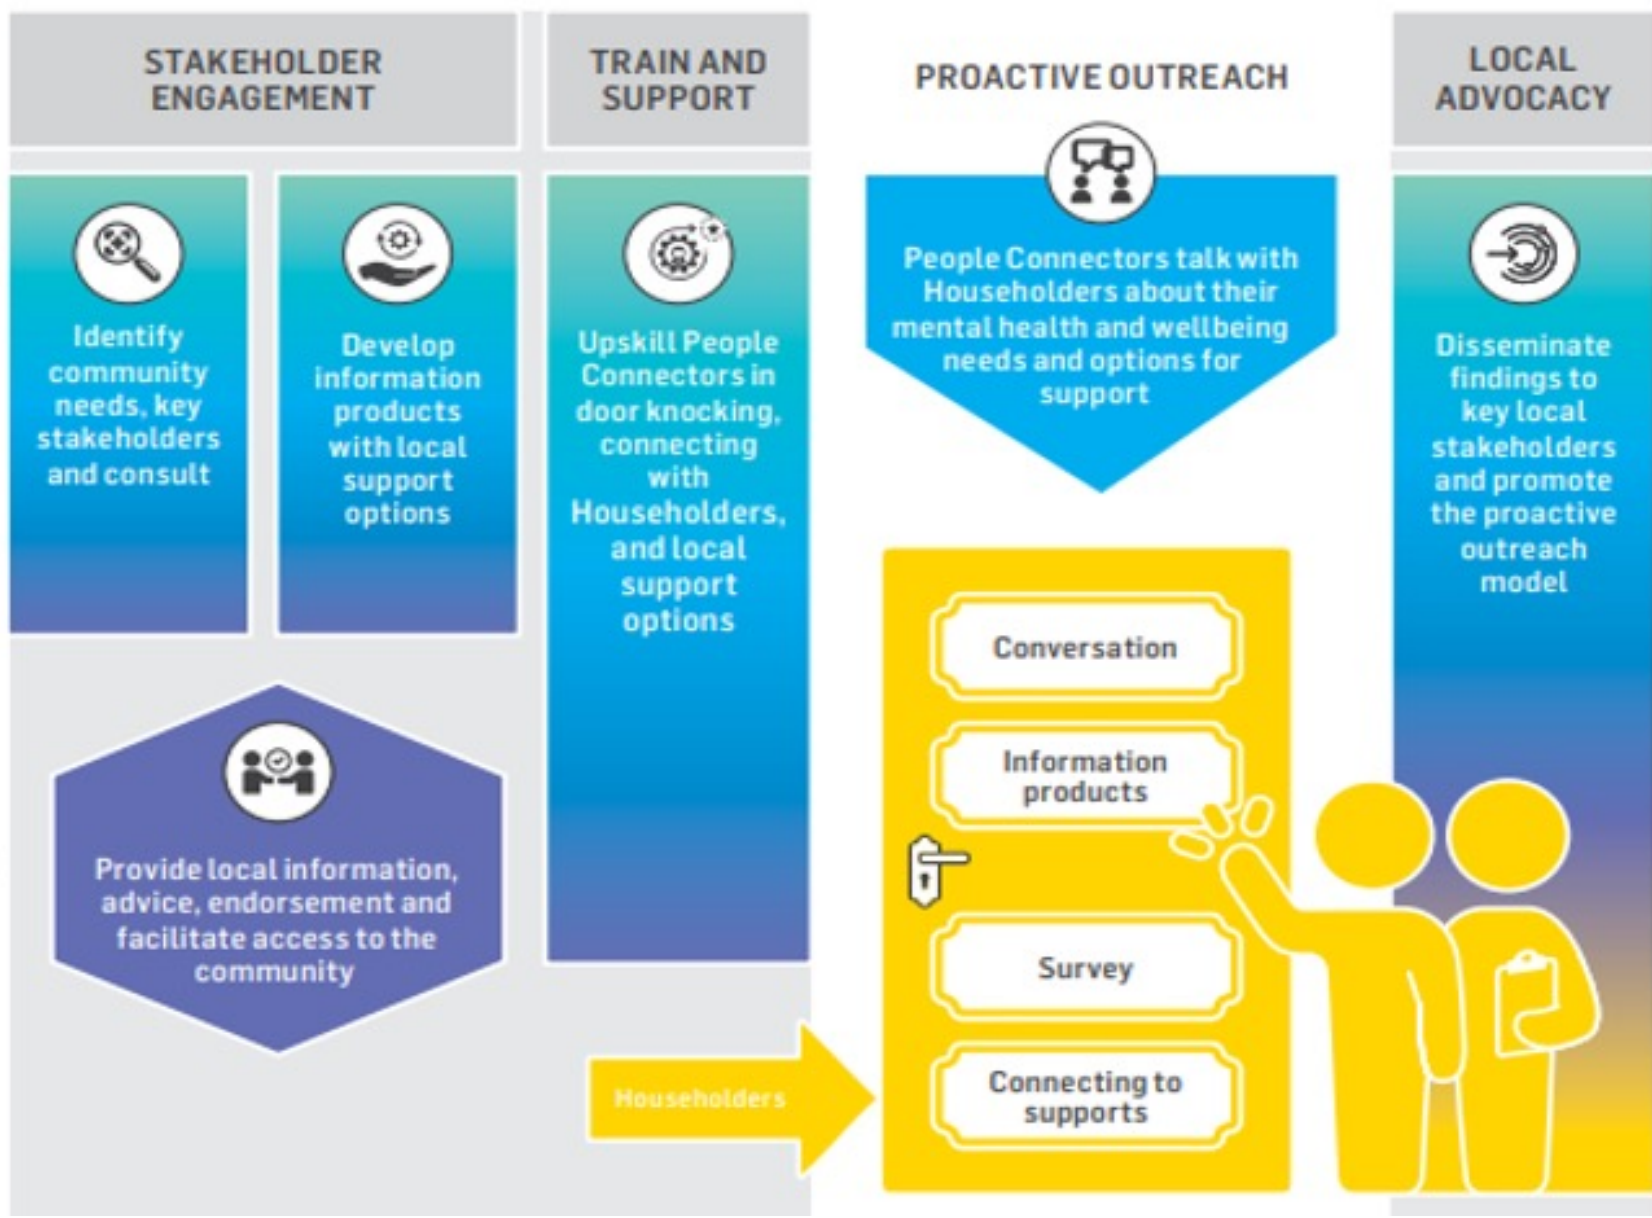 STAKEHOLDER
ENGAGEMENT
TRAIN AND
SUPPORT
PROACTIVE OUTREACH
LOCAL
ADVOCACY
Identify
community
needs, key
stakeholders
and consult
Develop
information
products
with local
support
options
Upskill People
Connectors in
door knocking,
connecting
with
Householders,
and local
support
options
People Connectors talk with
Householders about their
mental health and wellbeing
needs and options for
support
Disseminate
findings to
key local
stakeholders
and promote
the proactive
outreach
model
Provide local information,
advice, endorsement and
facilitate access to the
community
Householders
Conversation
Information
products
Survey
Connecting to
supports